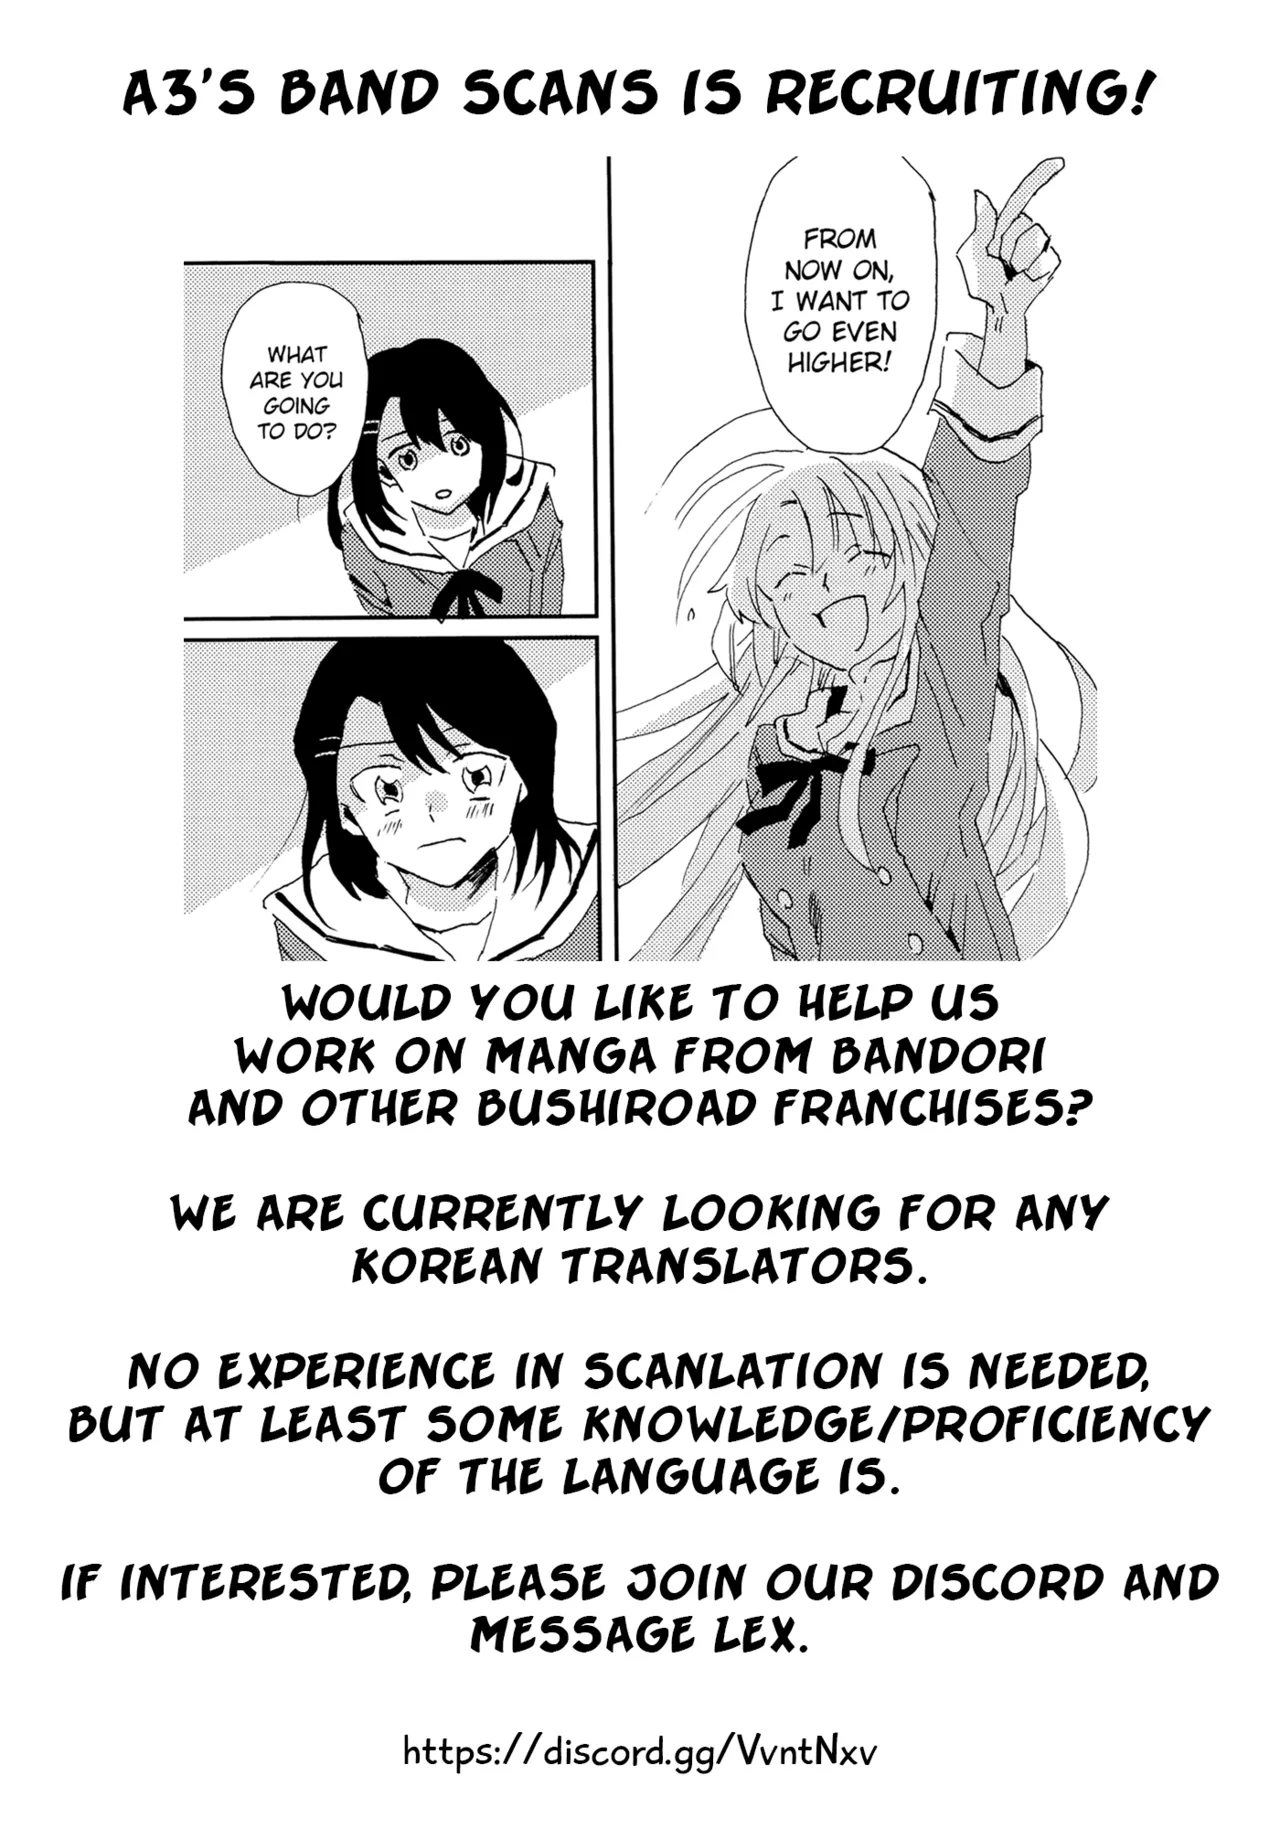 A3'S BAND SCANS IS RECRUITING!
FROM
NOW ON,
I WANT TO
GO EVEN
HIGHER!
WHAT
ARE YOU
GOING
TO DO?
WOULD YOU LIKE TO HELP US
WORK ON MANGA FROM BANDORI
AND OTHER BUSHIROAD FRANCHISES?
WE ARE CURRENTLY LOOKING FOR ANY
KOREAN TRANSLATORS.
NO EXPERIENCE IN SCANLATION IS NEEDED,
BUT AT LEAST SOME KNOWLEDGE/PROFICIENCY
OF THE LANGUAGE IS.
IF INTERESTED, PLEASE JOIN OUR DISCORD AND
MESSAGE LEX.
https://discord.gg/VvntNxv